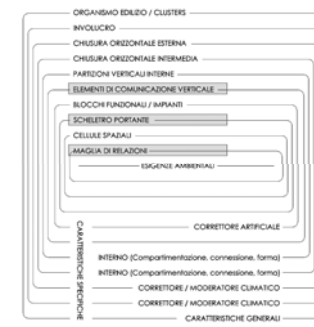 ORGANISMO EDILIZIO / CLUSTERS
INVOLUCRO
CHIUSURA ORIZZONTALE ESTERNA
CHIUSURA ORIZZONTALE INTERMEDIA
PARTIZIONI VERTICALI INTERNE
ELEMENTI DI COMUNICAZIONE VERTICALE
BLOCCHI FUNZIONALI / IMPIANTI
SCHELETRO PORTANTE
CELLULE SPAZIALI
MAGLIA DI RELAZIONI
ESIGENZE AMBIENTALI
CORRETTORE ARTIFICIALE
CARATTERISTICHE SPECIFICHE
INTERNO (Compartimentazione, connessione, forma)
INTERNO (Compartimentazione, connessione, forma)
CORRETTORE / MODERATORE CLIMATICO
CORRETTORE / MODERATORE CLIMATICO
CARATTERISTICHE GENERALI